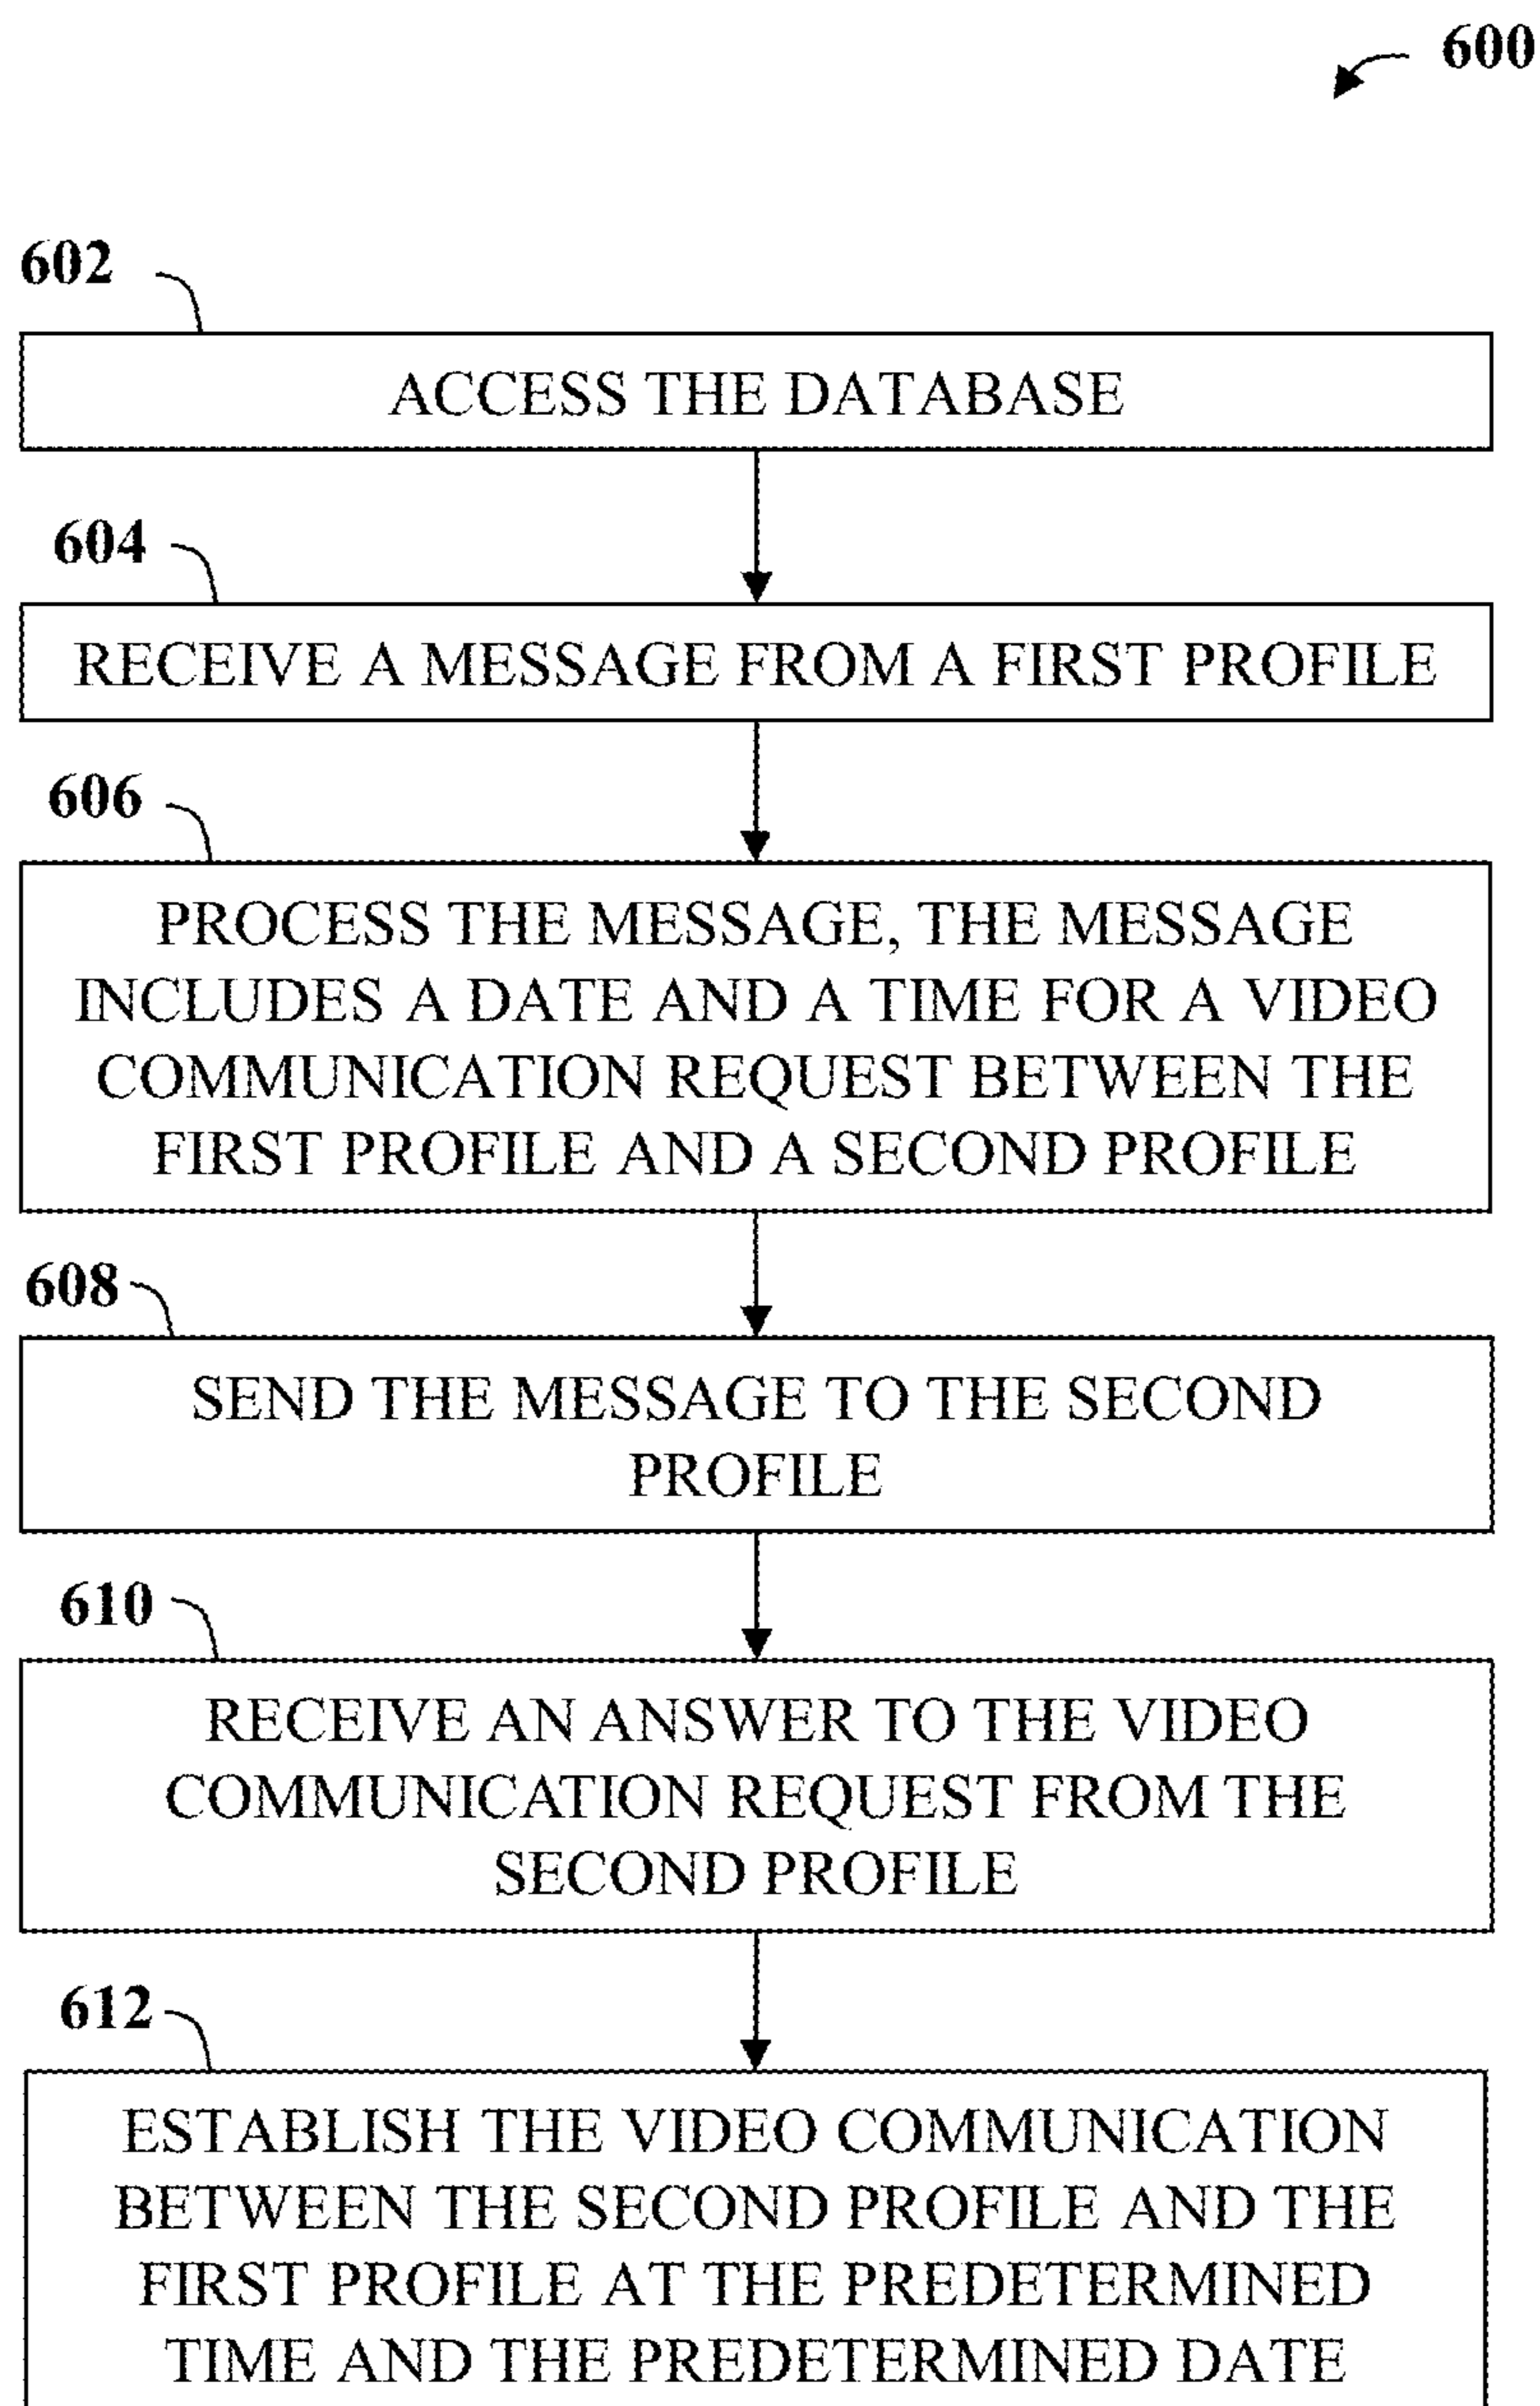 600
602
ACCESS THE DATABASE
604
RECEIVE A MESSAGE FROM A FIRST PROFILE
606
PROCESS THE MESSAGE, THE MESSAGE
INCLUDES A DATE AND A TIME FOR A VIDEO
COMMUNICATION REQUEST BETWEEN THE
FIRST PROFILE AND A SECOND PROFILE
608
SEND THE MESSAGE TO THE SECOND
PROFILE
610
RECEIVE AN ANSWER TO THE VIDEO
COMMUNICATION REQUEST FROM THE
SECOND PROFILE
612
ESTABLISH THE VIDEO COMMUNICATION
BETWEEN THE SECOND PROFILE AND THE
FIRST PROFILE AT THE PREDETERMINED
TIME AND THE PREDETERMINED DATE